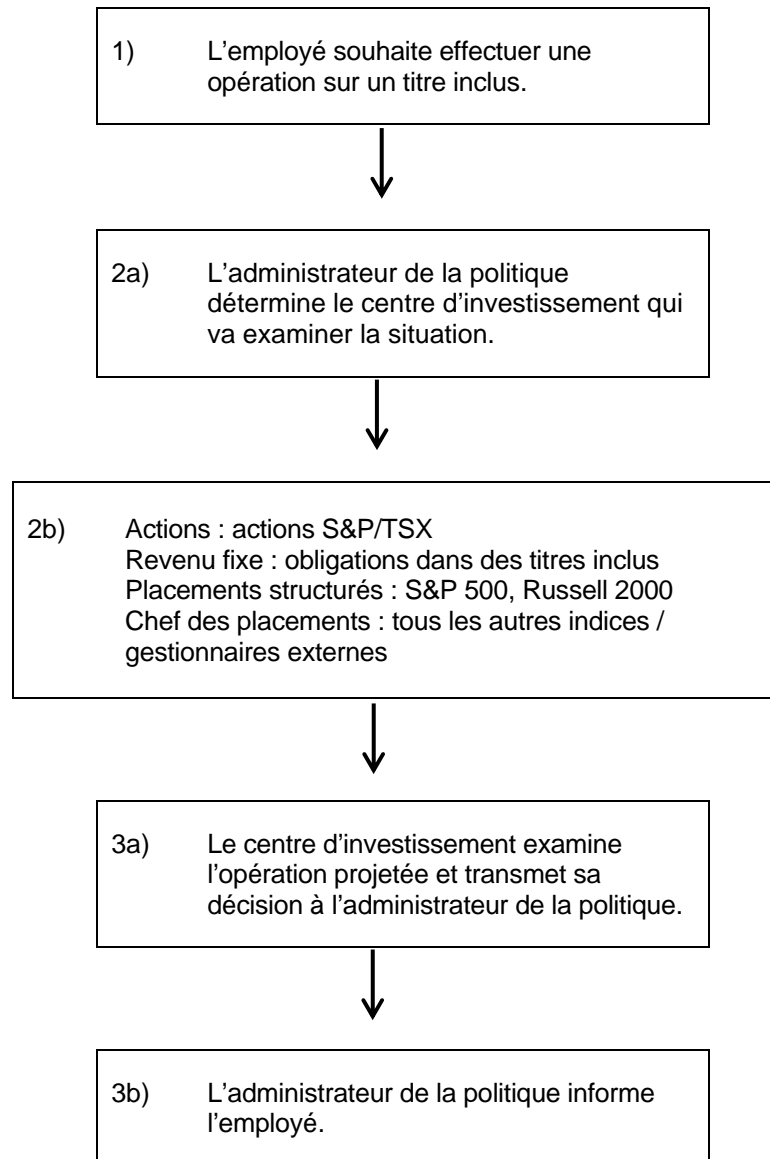 1) L’employé souhaite effectuer une
opération sur un titre inclus.
2a) L’administrateur de la politique
détermine le centre d’investissement qui
va examiner la situation.
2b) Actions : actions S&P/TSX
Revenu fixe : obligations dans des titres inclus
Placements structurés : S&P 500, Russell 2000
Chef des placements : tous les autres indices /
gestionnaires externes
3a) Le centre d’investissement examine
l’opération projetée et transmet sa
décision à l’administrateur de la politique.
3b) L’administrateur de la politique informe
l’employé.